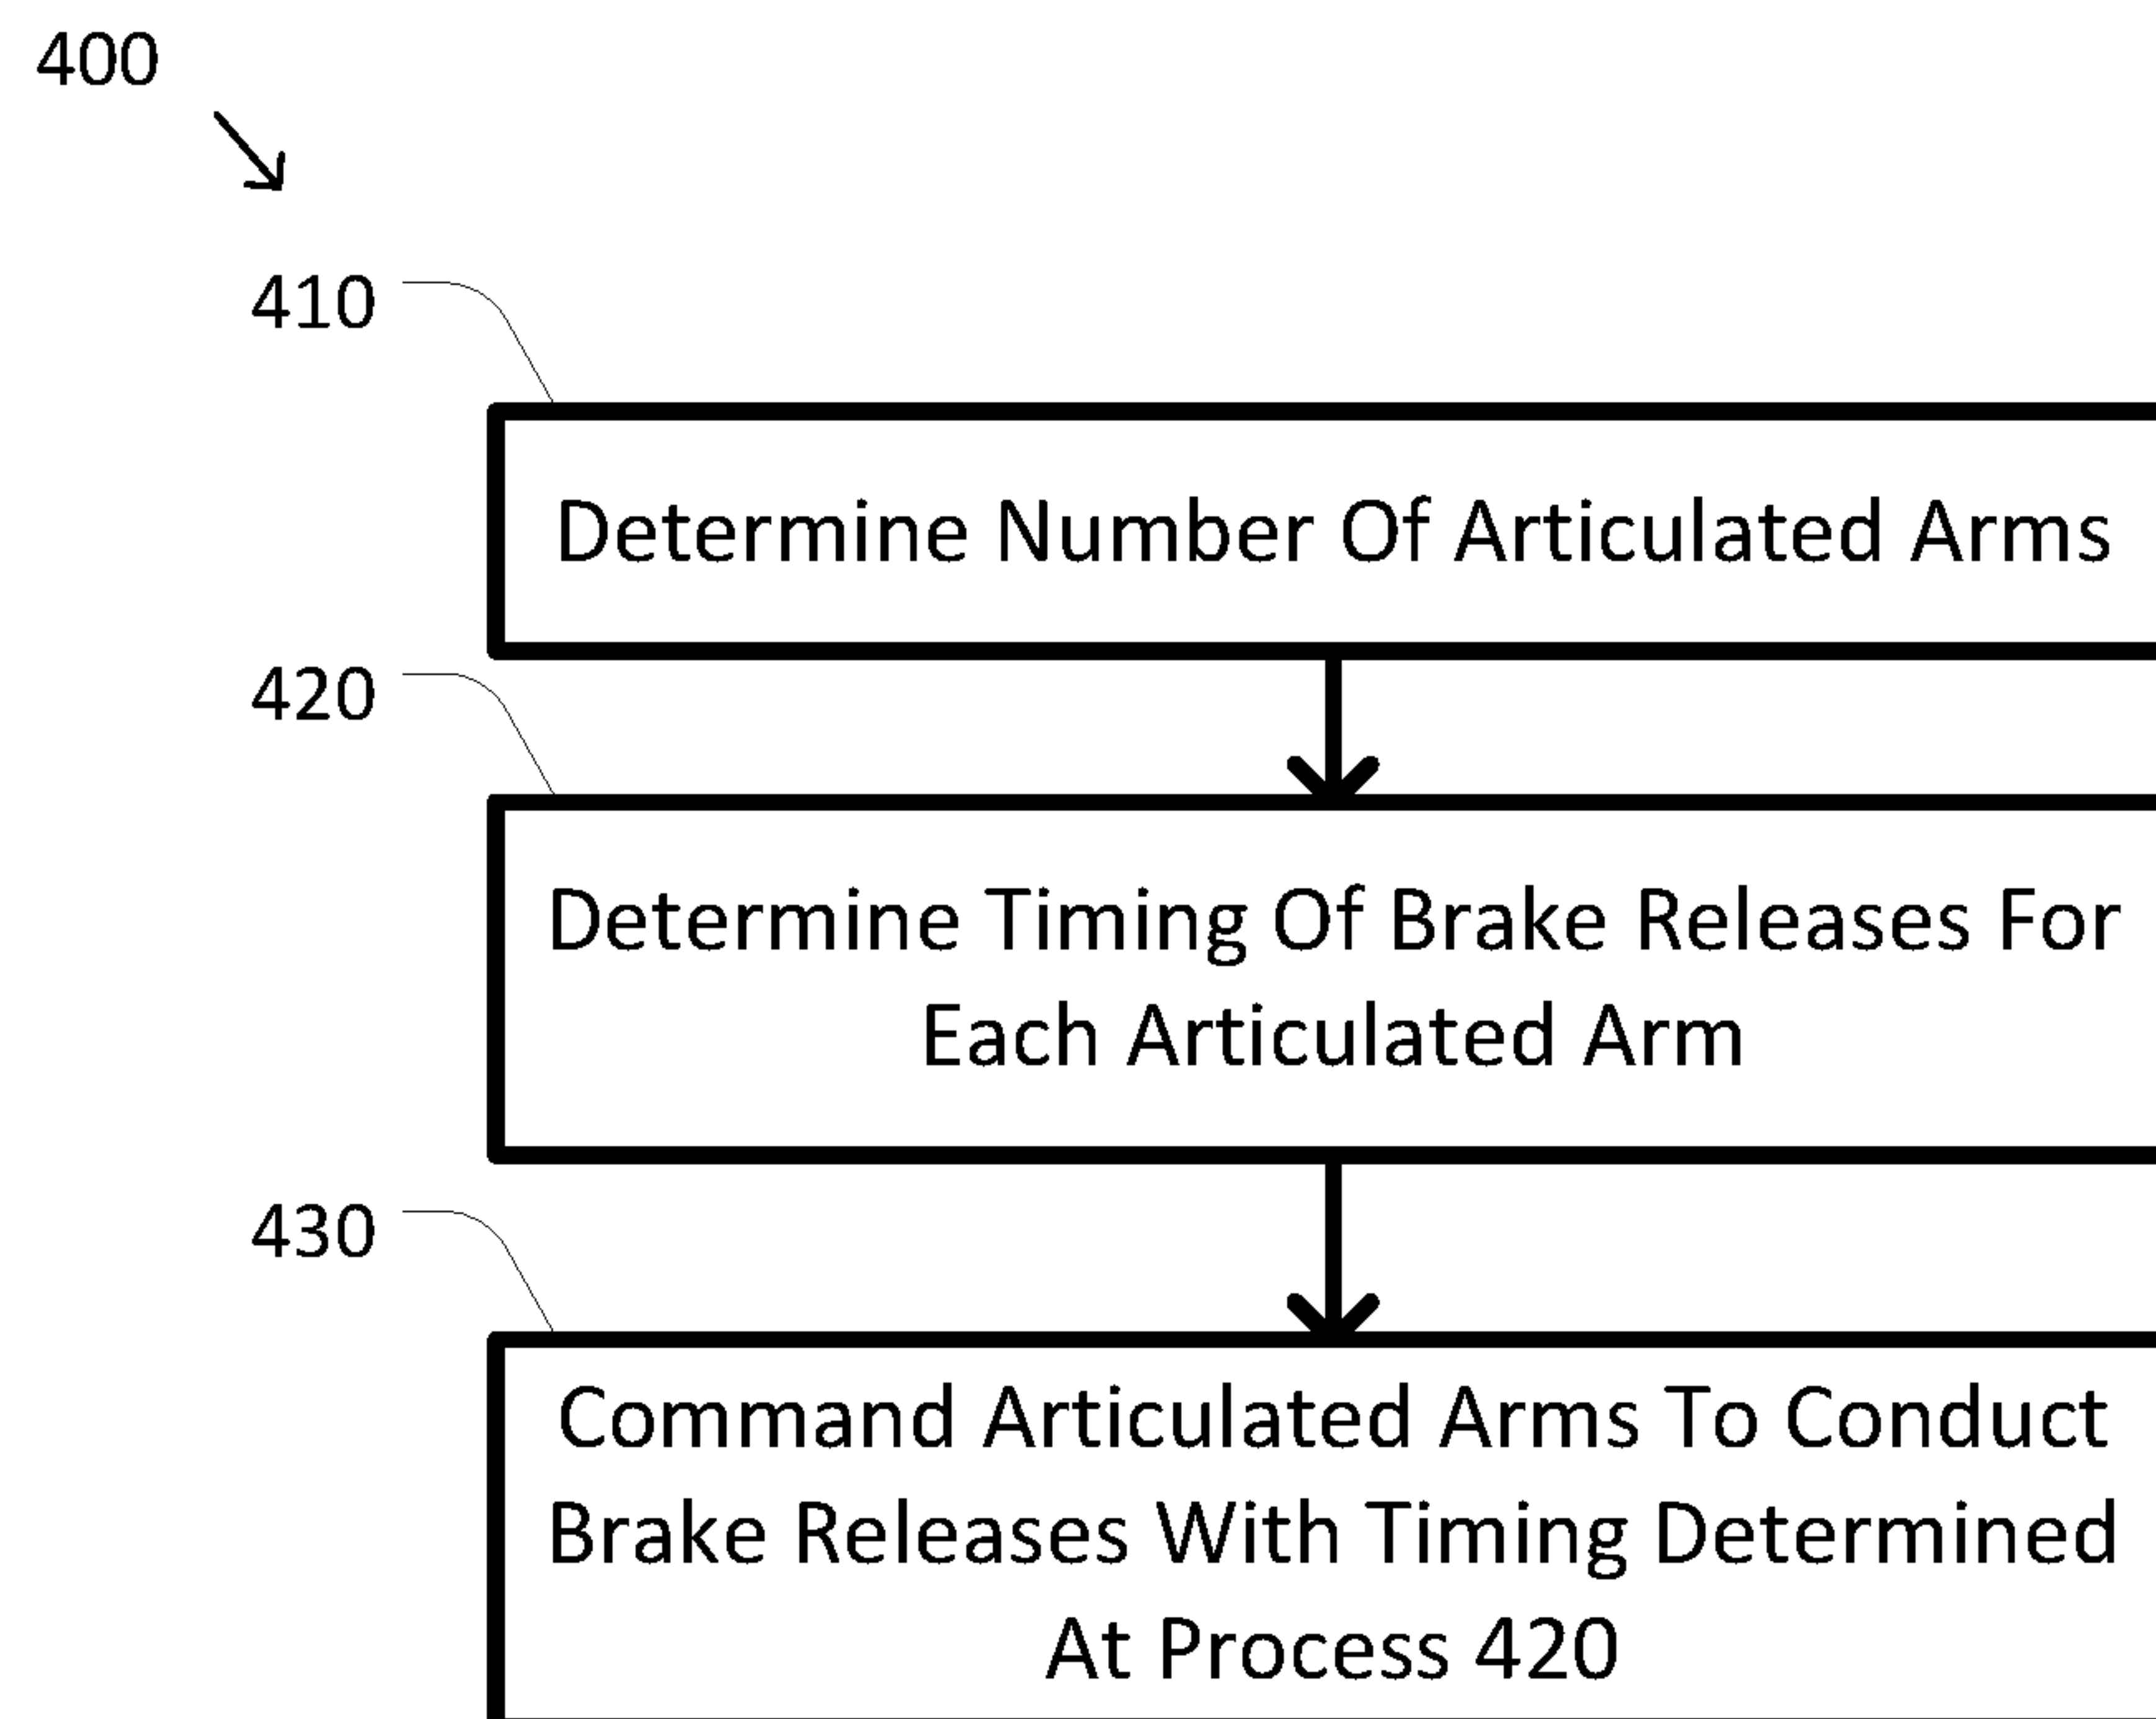 400
410
Determine Number Of Articulated Arms
420
Determine Timing Of Brake Releases For
Each Articulated Arm
430
Command Articulated Arms To Conduct
Brake Releases With Timing Determined
At Process 420